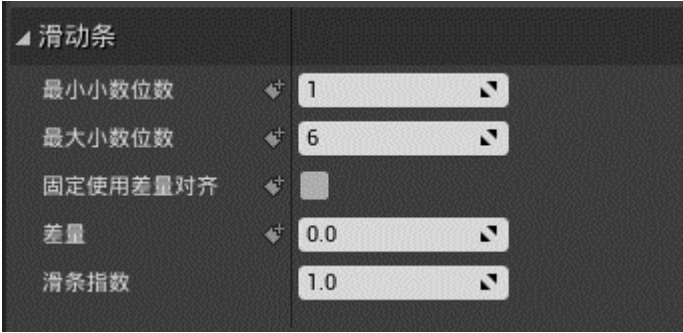 滑动条
最小小数位数 1
最大小数位数 6
固定使用差量对齐
差量 0.0
滑条指数 1.0